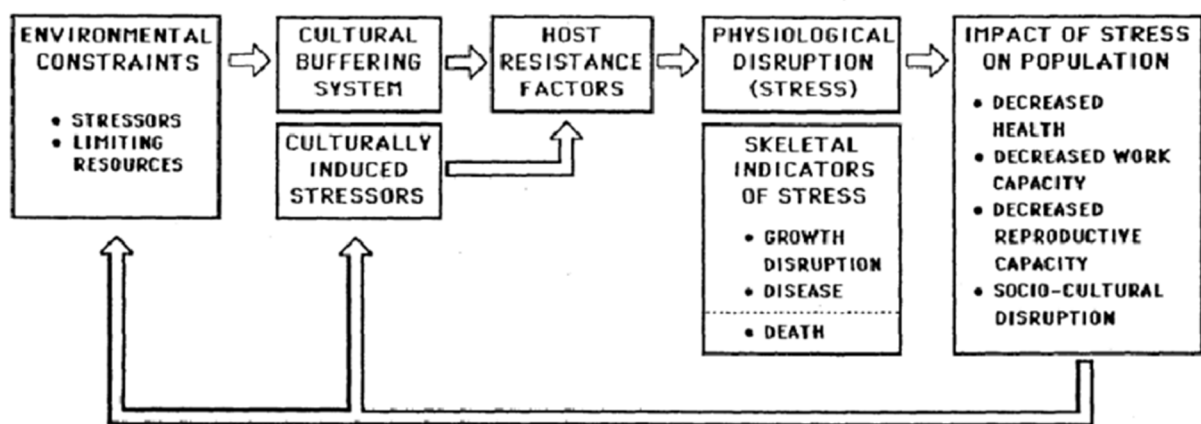 ENVIRONMENTAL
CONSTRAINTS
• STRESSORS
• LIMITING
RESOURCES
CULTURAL
BUFFERING
SYSTEM
CULTURALLY
INDUCED
STRESSORS
HOST
RESISTANCE
FACTORS
PHYSIOLOGICAL
DISRUPTION
(STRESS)
SKELETAL
INDICATORS
OF STRESS
• GROWTH
DISRUPTION
• DISEASE
• DEATH
IMPACT OF STRESS
ON POPULATION
• DECREASED
HEALTH
• DECREASED WORK
CAPACITY
• DECREASED
REPRODUCTIVE
CAPACITY
• SOCIO-CULTURAL
DISRUPTION